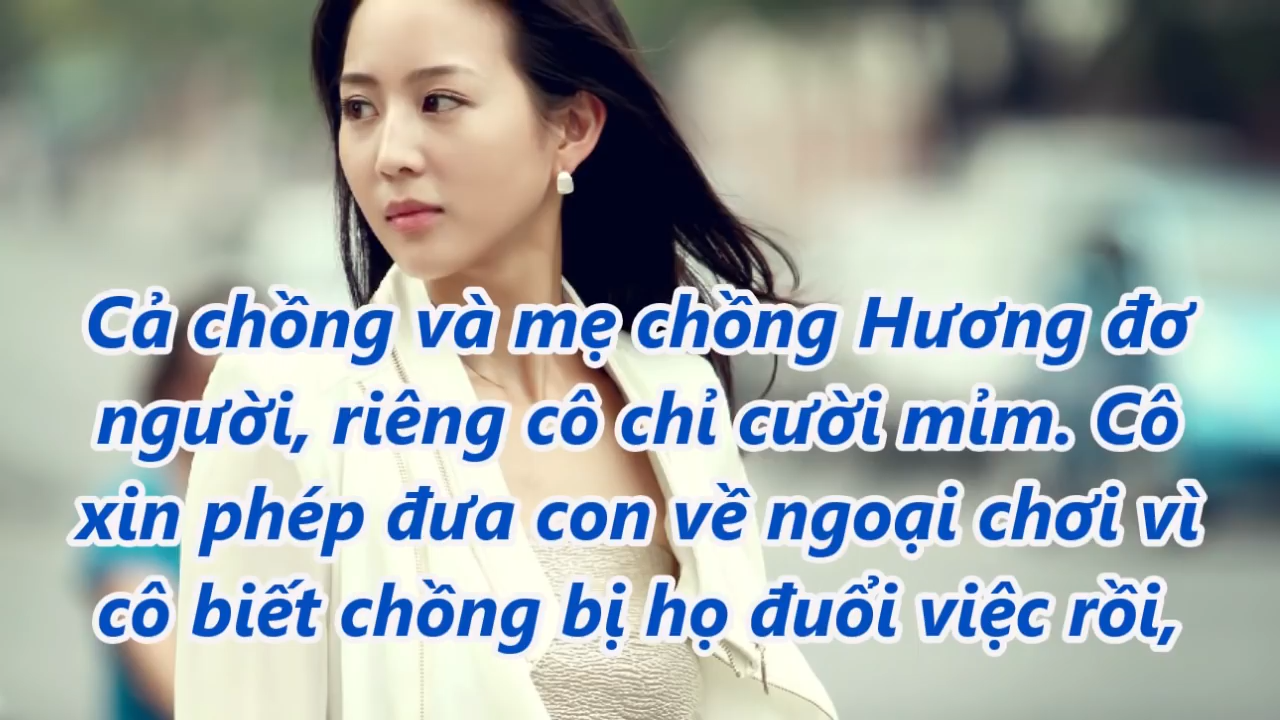 Cả chồng và mẹ chồng Hương đơ
người, riêng cô chỉ cười mỉm. Cô
xin phép đưa con về ngoại chơi vì
cô biết chồng bị họ đuổi việc rồi,